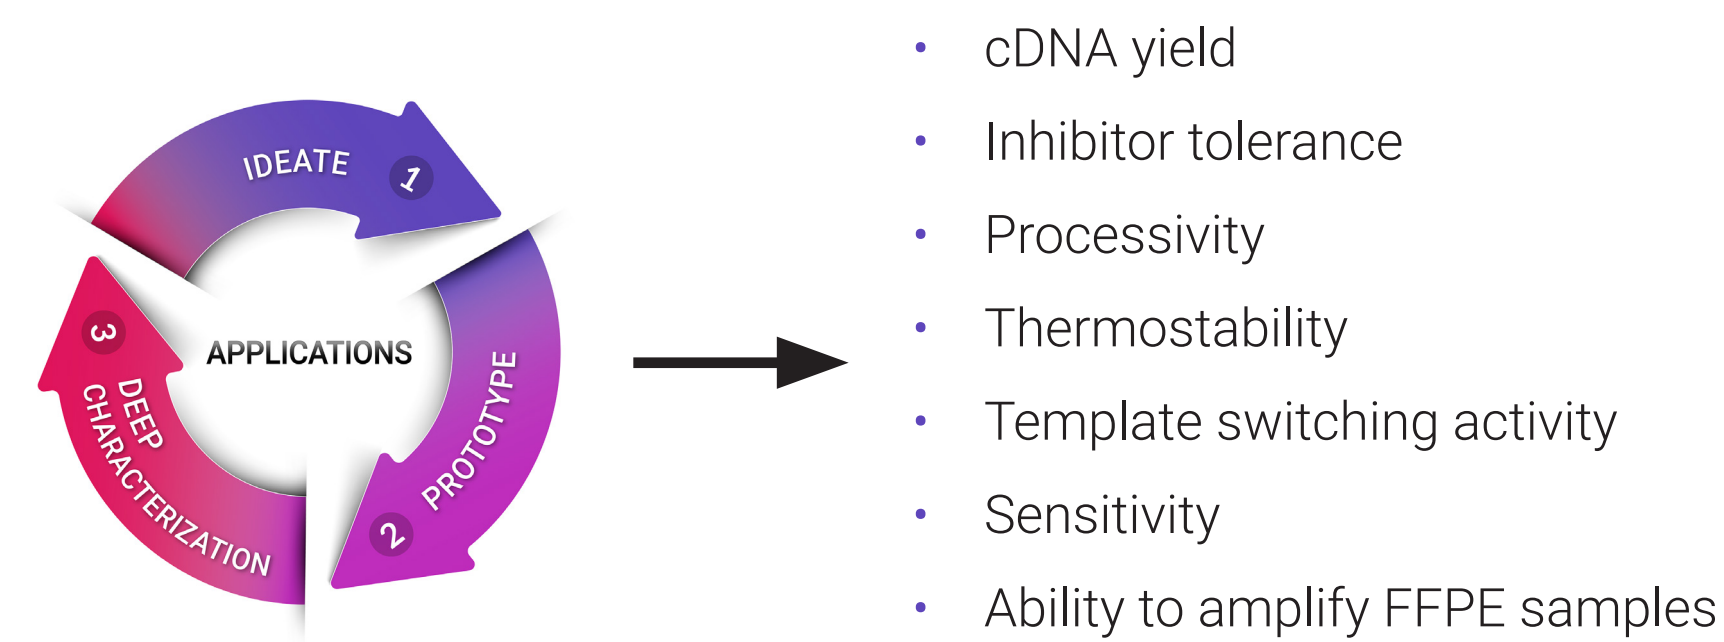 IDEATE 1
PROTOTYPE
2
3
DEEP
CHARACTERIZATION
APPLICATIONS
• cDNA yield
• Inhibitor tolerance
• Processivity
• Thermostability
• Template switching activity
• Sensitivity
• Ability to amplify FFPE samples